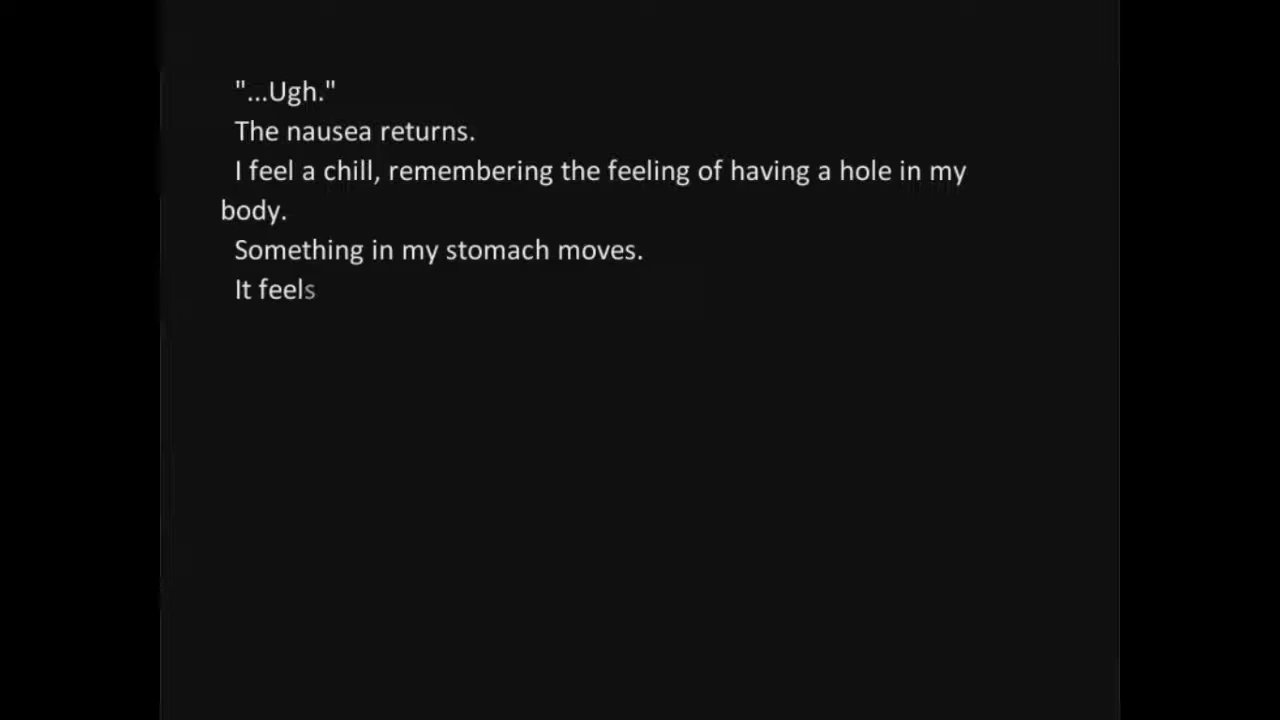 "...Ugh."
The nausea returns.
I feel a chill, remembering the feeling of having a hole in my
body.
Something in my stomach moves.
It feels